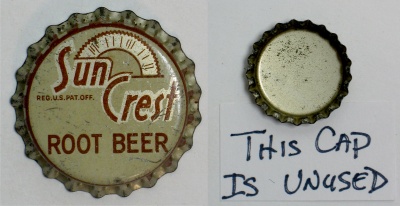 Sun
Crest
REG.U.S.PAT.OFF.
ROOT BEER
THIS CAP
IS UNUSED